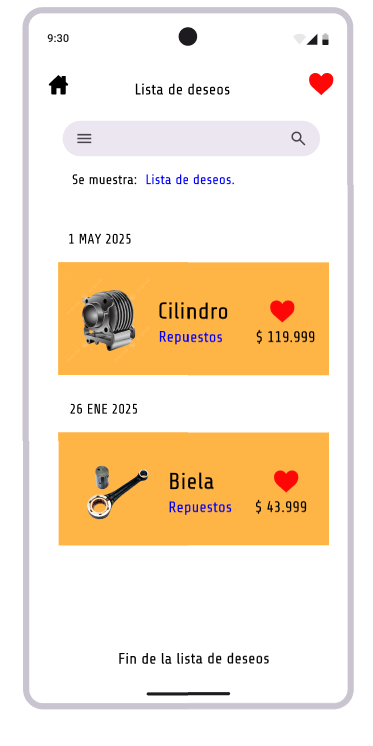 9:30
Lista de deseos
Se muestra: Lista de deseos.
1 MAY 2025
Cilindro
Repuestos
$ 119.999
26 ENE 2025
Biela
Repuestos
$ 43.999
Fin de la lista de deseos